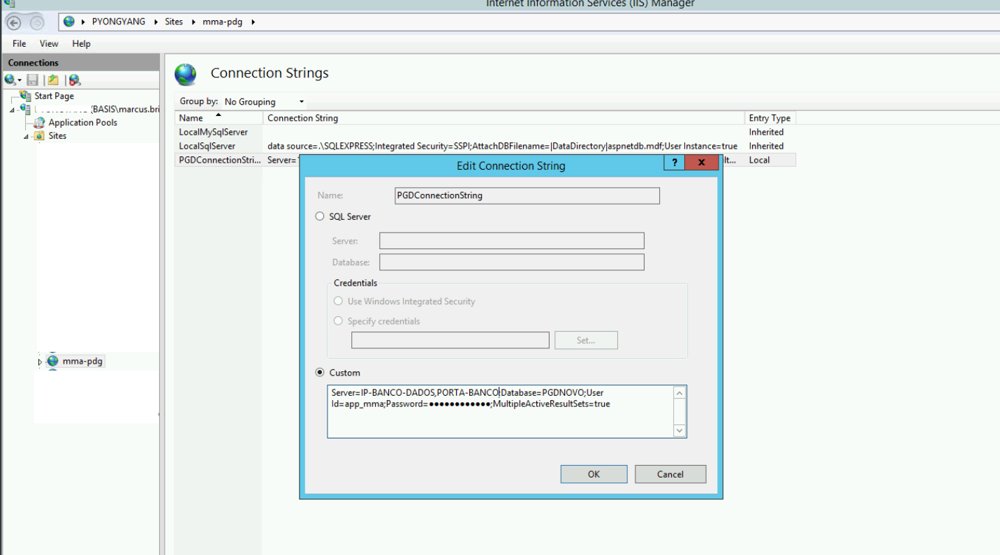 Internet Information Services (IIS) Manager
PYONGYANG Sites mma-pdg
File View Help
Connections
Start Page
(BASIS\marcus.bri
Application Pools
Sites
mma-pdg
Connection Strings
Group by: No Grouping
Name Connection String Entry Type
LocalMySqlServer Inherited
LocalSqlServer data source=.\SQLEXPRESS;Integrated Security=SSPI;AttachDBFilename=|DataDirectory|aspnetdb.mdf;User Instance=true Inherited
PGDConnectionStri... Server= lt... Local
Edit Connection String
? x
Name: PGDConnectionString
SQL Server
Server:
Database:
Credentials
Use Windows Integrated Security
Specify credentials
Set...
Custom
Server=IP-BANCO-DADOS,PORTA-BANCO;Database=PGDNOVO;User
Id=app_mma;Password=●●●●●●●●●●●●;MultipleActiveResultSets=true
OK Cancel